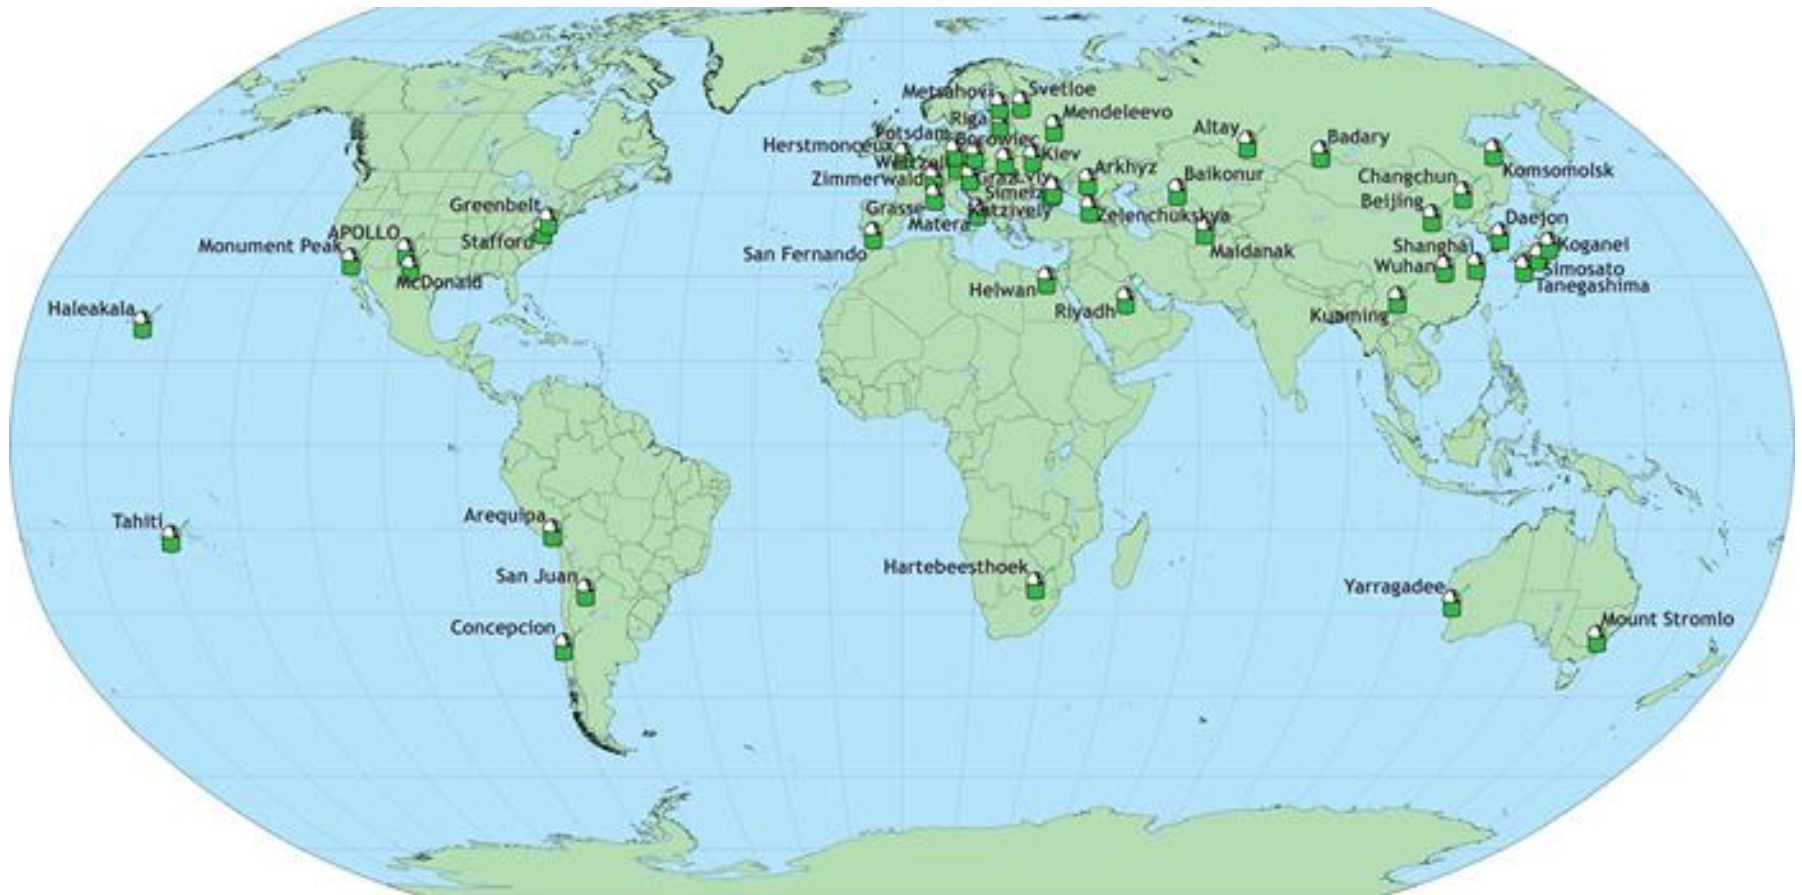 Metsahovi
Svetloe
Riga
Mendeleevo
Potsdam
Borowiec
Altay
Badary
Herstmonceux
Kiev
Komsomolsk
Zimmerwald
Graz
Lviv
Arkhyz
Baikonur
Changchun
Simeiz
Greenbelt
Grasse
Katzively
Zelenchukskya
Beijing
Daejon
Matera
Stafford
APOLLO
Monument Peak
San Fernando
Maidanak
Shanghai
Koganei
Wuhan
Simosato
McDonald
Helwan
Tanegashima
Haleakala
Riyadh
Kunming
Tahiti
Arequipa
San Juan
Hartebeesthoek
Yarragadee
Concepcion
Mount Stromlo